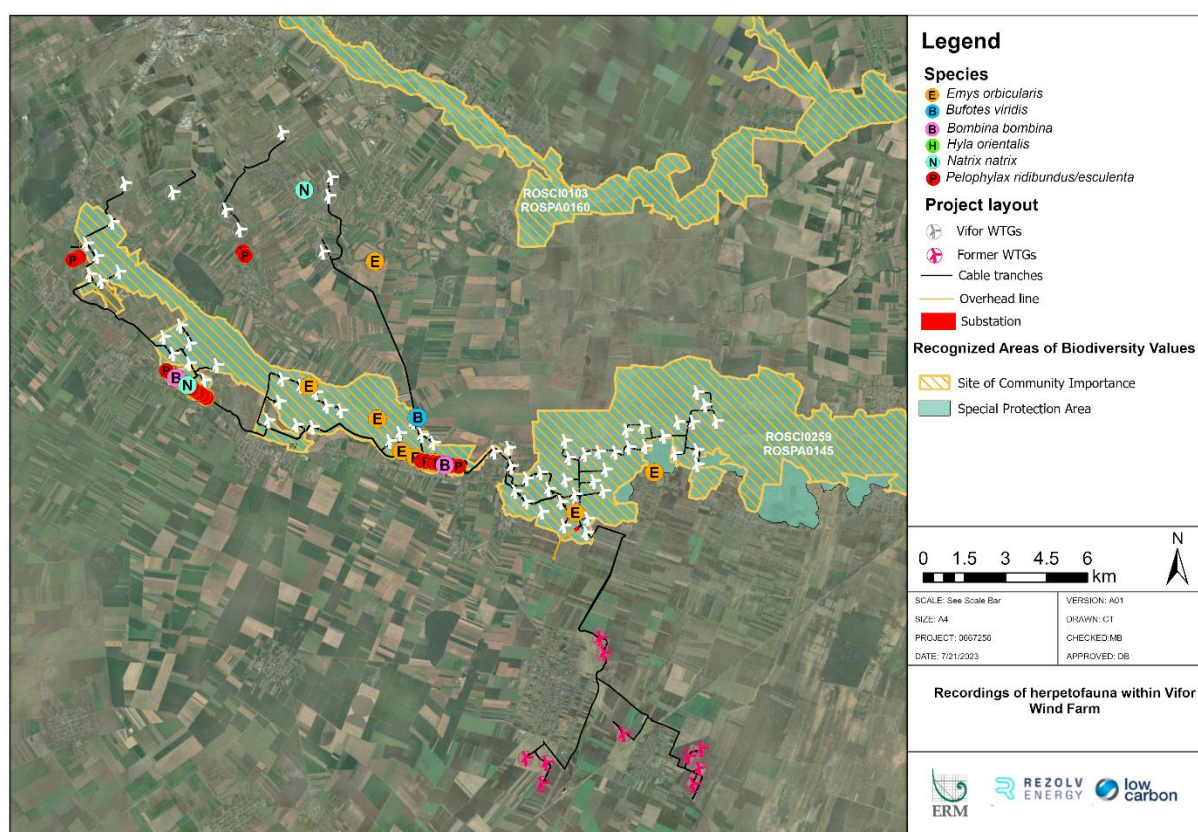 E
N
P
E
P
P
B
N
E
E
B
E
P
B
P
E
E
ROSCI0103
ROSPA0160
ROSCI0259
ROSPA0145
Legend
Species
E Emys orbicularis
B Bufotes viridis
B Bombina bombina
H Hyla orientalis
N Natrix natrix
P Pelophylax ridibundus/esculenta
Project layout
Vifor WTGs
Former WTGs
Cable tranches
Overhead line
Substation
Recognized Areas of Biodiversity Values
Site of Community Importance
Special Protection Area
0 1.5 3 4.5 6
km
N
SCALE: See Scale Bar
VERSION: A01
SIZE: A4
DRAWN: CT
PROJECT: 0667258
CHECKED:MB
DATE: 7/21/2023
APPROVED: DB
Recordings of herpetofauna within Vifor
Wind Farm
ERM
REZOLV
ENERGY
low
carbon